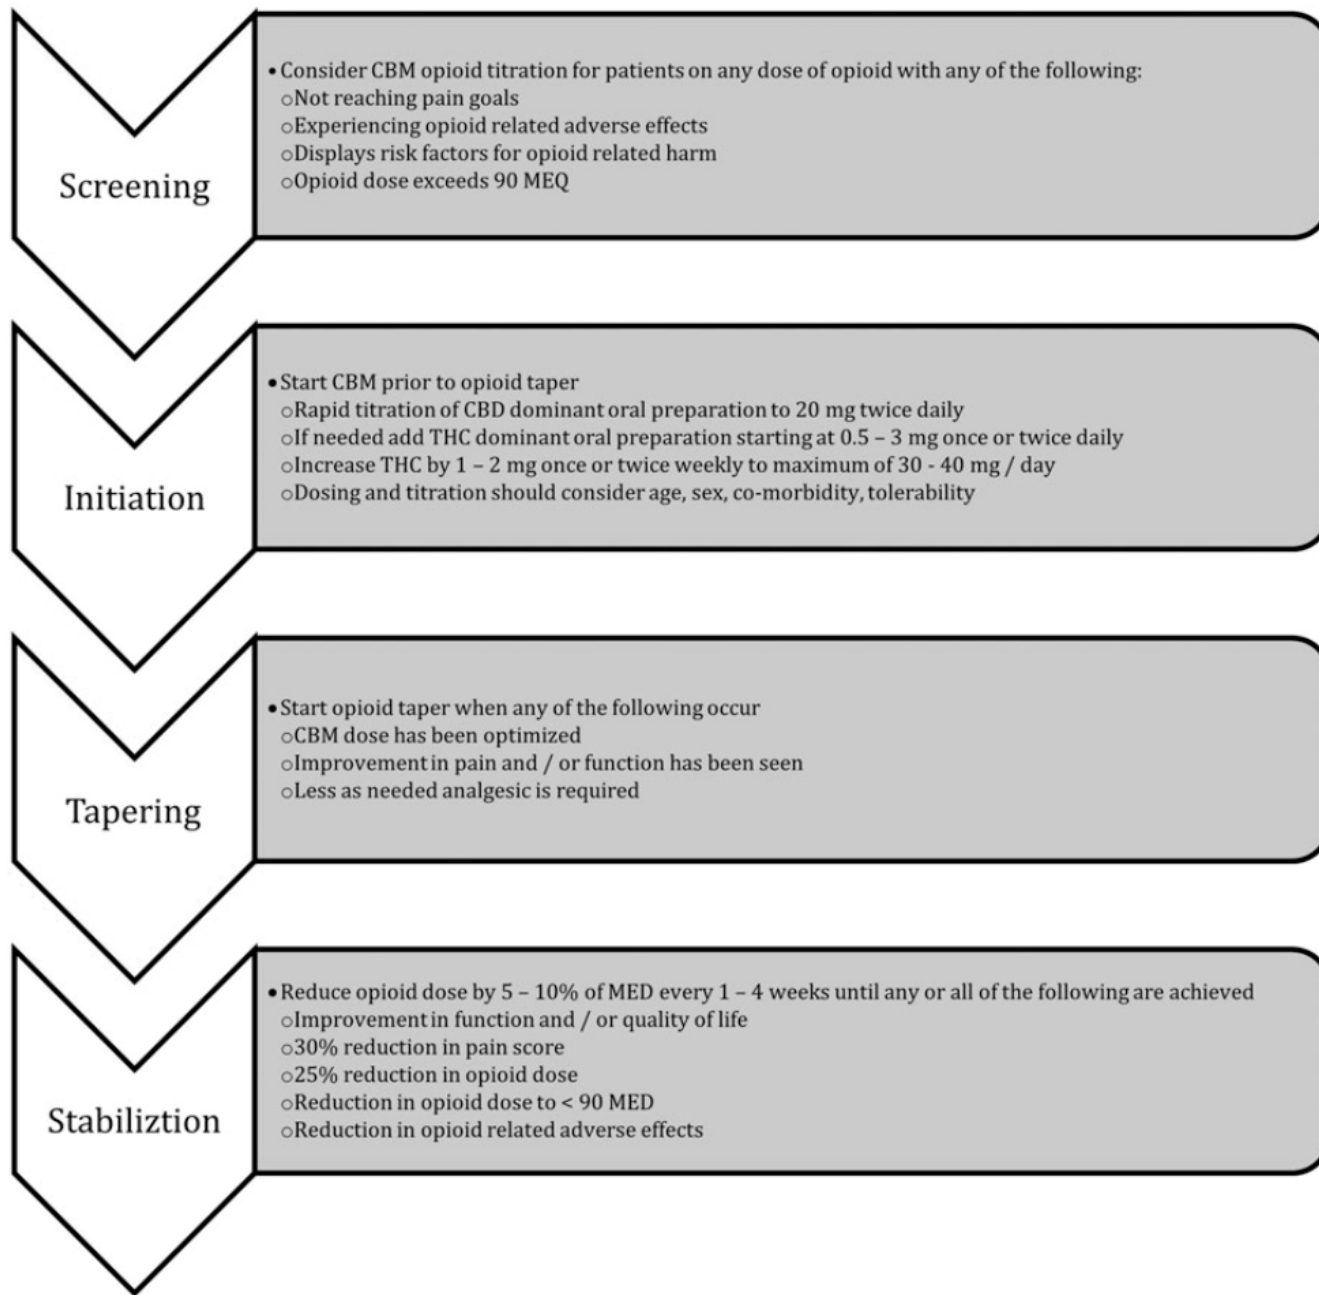 Screening
• Consider CBM opioid titration for patients on any dose of opioid with any of the following:
○Not reaching pain goals
○Experiencing opioid related adverse effects
○Displays risk factors for opioid related harm
○Opioid dose exceeds 90 MEQ
Initiation
• Start CBM prior to opioid taper
○Rapid titration of CBD dominant oral preparation to 20 mg twice daily
○If needed add THC dominant oral preparation starting at 0.5 – 3 mg once or twice daily
○Increase THC by 1 – 2 mg once or twice weekly to maximum of 30 - 40 mg / day
○Dosing and titration should consider age, sex, co-morbidity, tolerability
Tapering
• Start opioid taper when any of the following occur
○CBM dose has been optimized
○Improvement in pain and / or function has been seen
○Less as needed analgesic is required
Stabiliztion
• Reduce opioid dose by 5 – 10% of MED every 1 – 4 weeks until any or all of the following are achieved
○Improvement in function and / or quality of life
○30% reduction in pain score
○25% reduction in opioid dose
○Reduction in opioid dose to < 90 MED
○Reduction in opioid related adverse effects